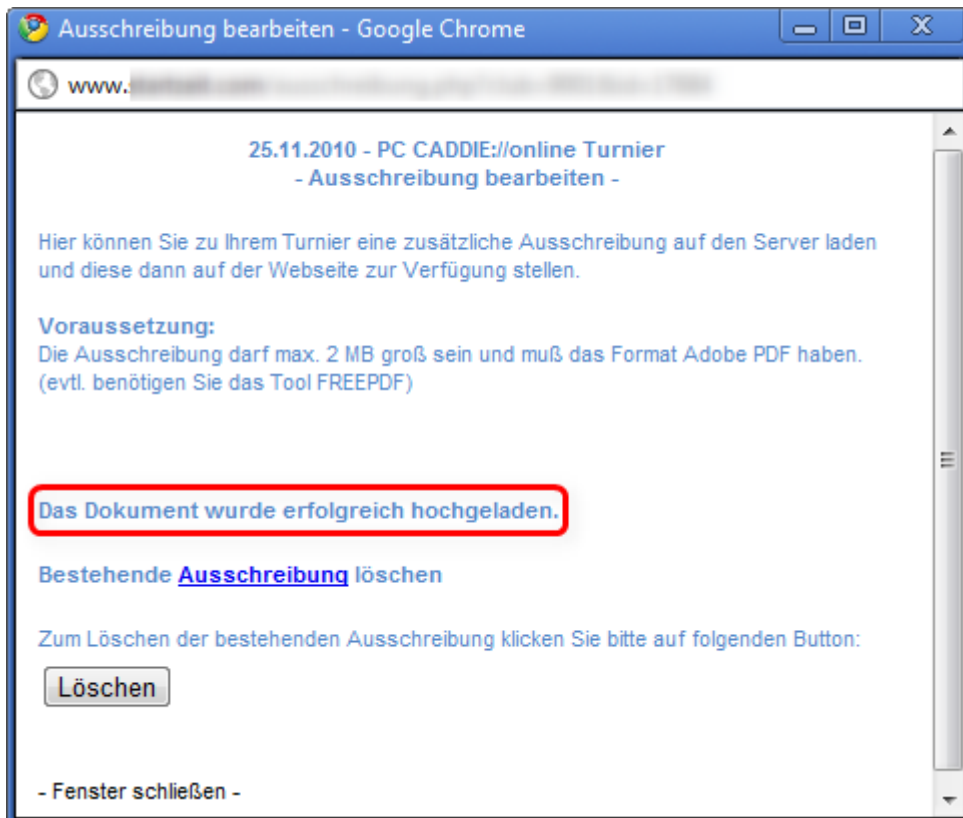 Ausschreibung bearbeiten - Google Chrome
www.
25.11.2010 - PC CADDIE://online Turnier
- Ausschreibung bearbeiten -
Hier können Sie zu Ihrem Turnier eine zusätzliche Ausschreibung auf den Server laden
und diese dann auf der Webseite zur Verfügung stellen.
Voraussetzung:
Die Ausschreibung darf max. 2 MB groß sein und muß das Format Adobe PDF haben.
(evtl. benötigen Sie das Tool FREEPDF)
Das Dokument wurde erfolgreich hochgeladen.
Bestehende Ausschreibung löschen
Zum Löschen der bestehenden Ausschreibung klicken Sie bitte auf folgenden Button:
Löschen
- Fenster schließen -